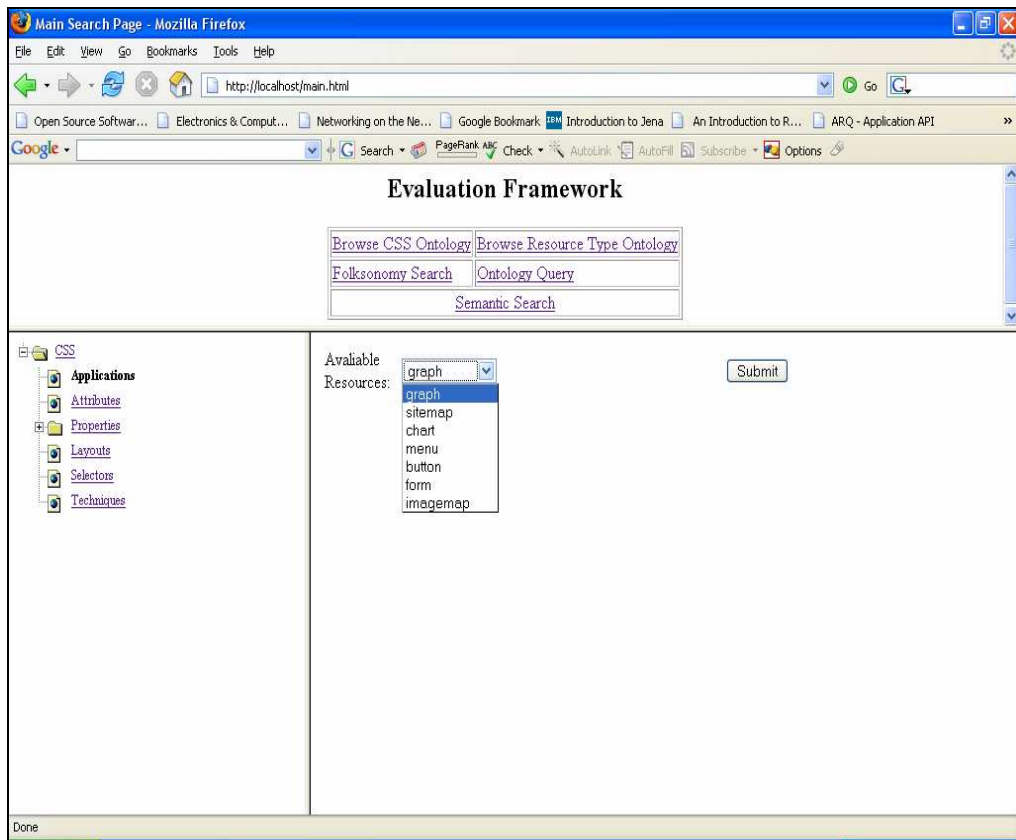 Main Search Page - Mozilla Firefox
File Edit View Go Bookmarks Tools Help
http://localhost/main.html Go G
Open Source Softwar... Electronics & Comput... Networking on the Ne... Google Bookmark IBM Introduction to Jena An Introduction to R... ARQ - Application API »
Google G Search PageRank ABC Check AutoLink AutoFill Subscribe Options
Evaluation Framework
Browse CSS Ontology Browse Resource Type Ontology
Folksonomy Search Ontology Query
Semantic Search
CSS
Applications
Attributes
Properties
Layouts
Selectors
Techniques
Avaliable
Resources: graph Submit
graph
sitemap
chart
menu
button
form
imagemap
Done